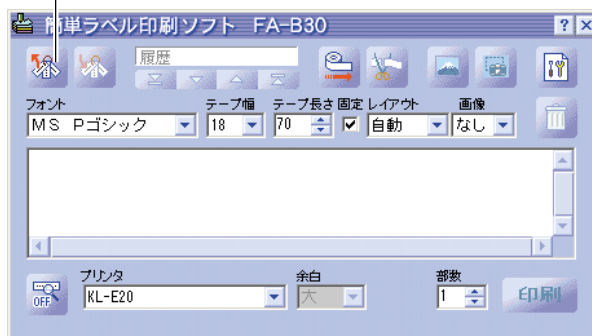 簡単ラベル印刷ソフト FA-B30
履歴
フォント テープ幅 テープ長さ 固定 レイアウト 画像
MS Pゴシック 18 70 自動 なし
プリンタ 余白 部数
OFF KL-E20 大 1 印刷